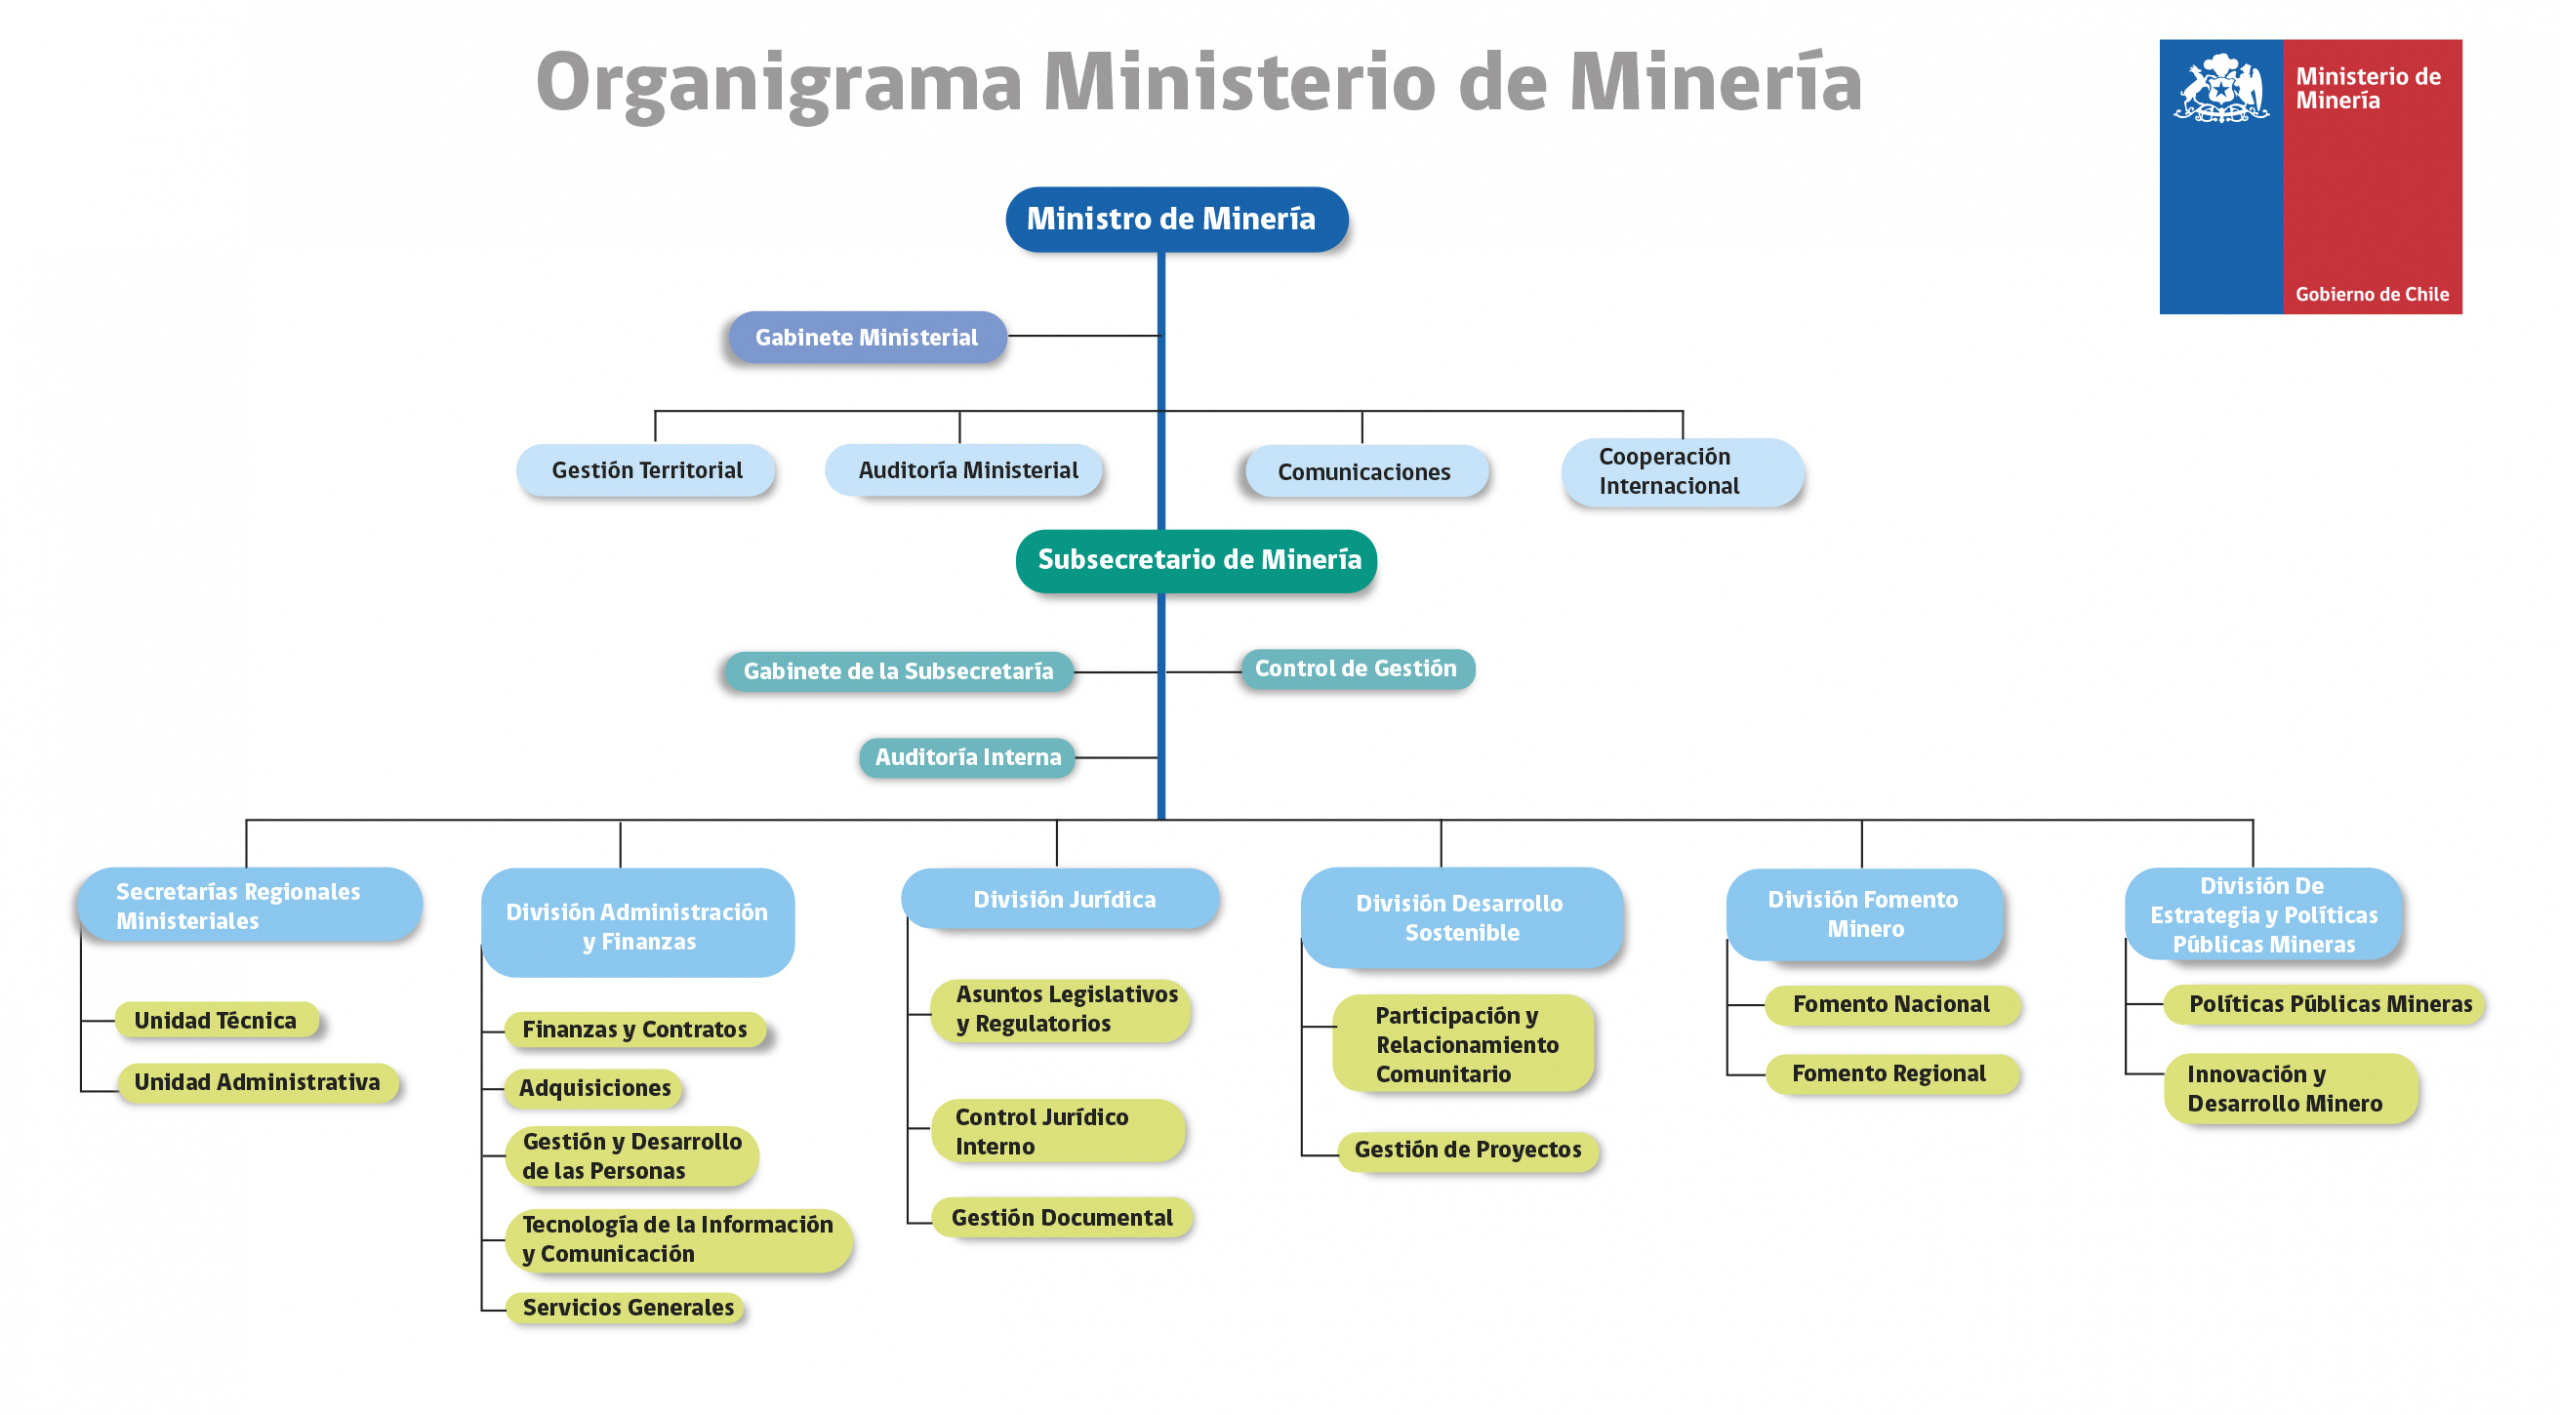 Organigrama Ministerio de Minería
Ministerio de
Minería
Gobierno de Chile
Ministro de Minería
Gabinete Ministerial
Gestión Territorial
Auditoría Ministerial
Comunicaciones
Cooperación
Internacional
Subsecretario de Minería
Gabinete de la Subsecretaría
Control de Gestión
Auditoría Interna
Secretarías Regionales
Ministeriales
Unidad Técnica
Unidad Administrativa
División Administración
y Finanzas
Finanzas y Contratos
Adquisiciones
Gestión y Desarrollo
de las Personas
Tecnología de la Información
y Comunicación
Servicios Generales
División Jurídica
Asuntos Legislativos
y Regulatorios
Control Jurídico
Interno
Gestión Documental
División Desarrollo
Sostenible
Participación y
Relacionamiento
Comunitario
Gestión de Proyectos
División Fomento
Minero
Fomento Nacional
Fomento Regional
División De
Estrategia y Políticas
Públicas Mineras
Políticas Públicas Mineras
Innovación y
Desarrollo Minero